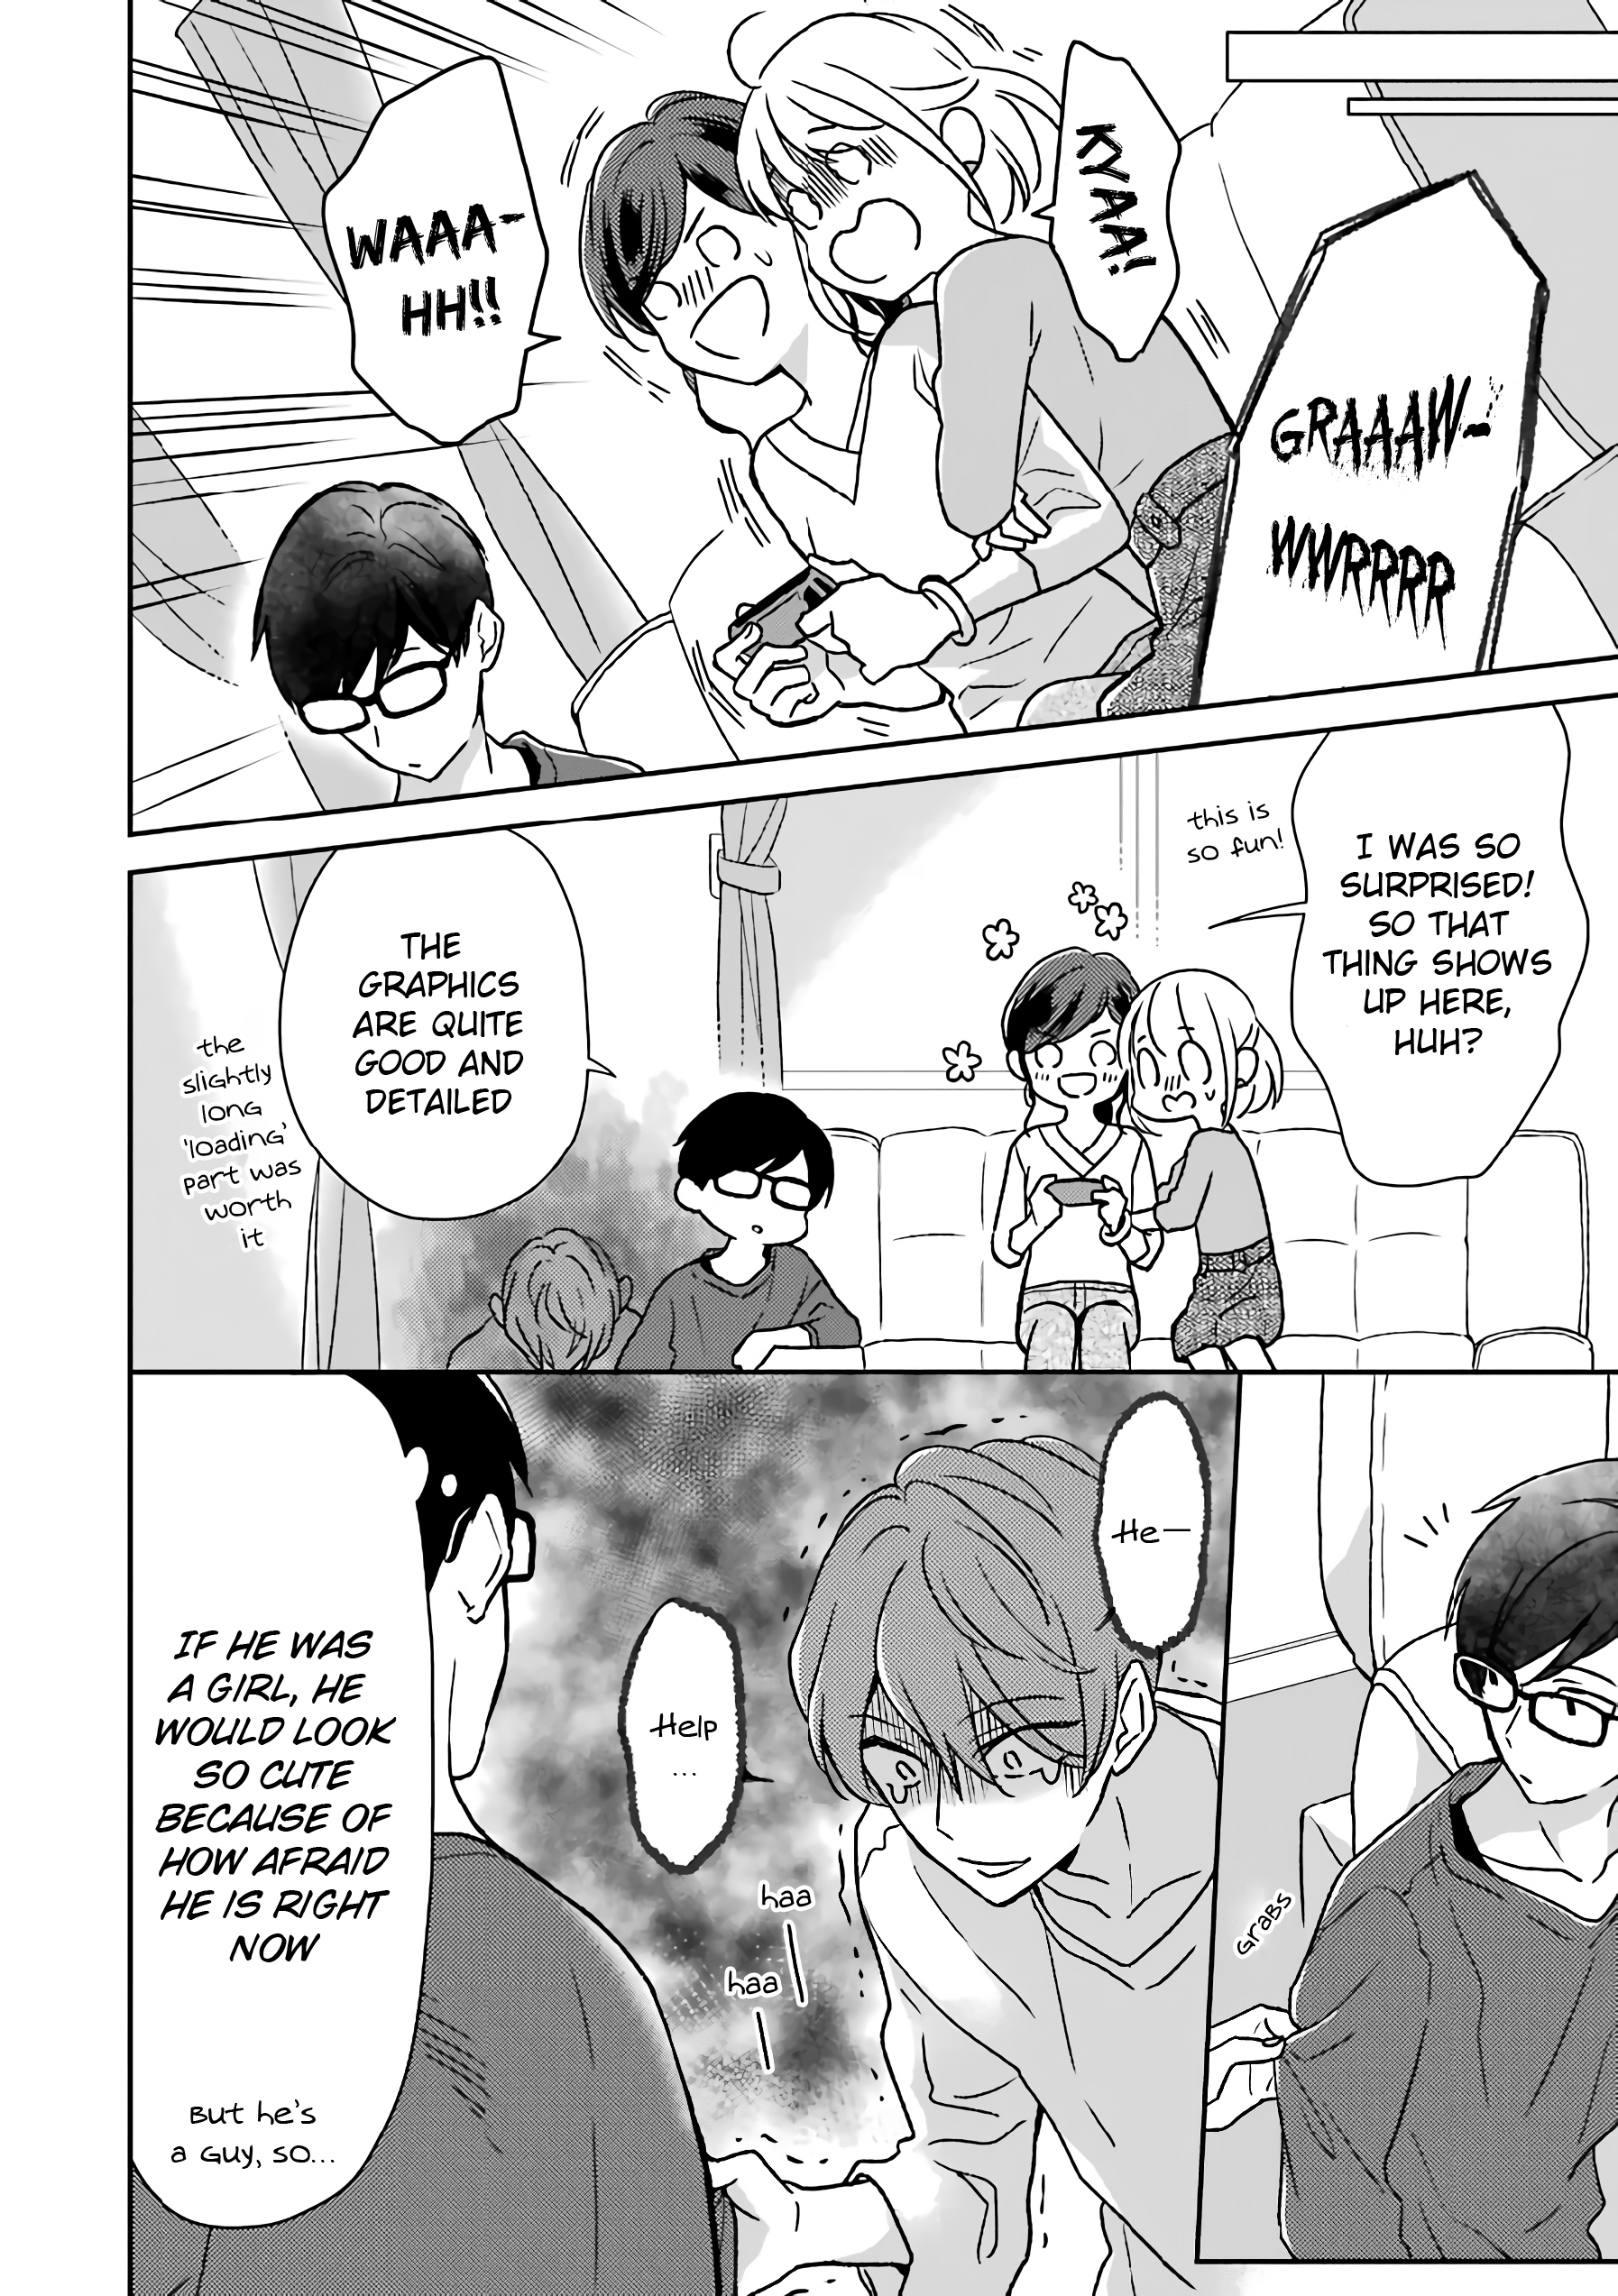 GRAAAW-
WWRRRR
KYAA!
WAAA-
HH!!
I WAS SO
SURPRISED!
SO THAT
THING SHOWS
UP HERE,
HUH?
this is
so fun!
THE
GRAPHICS
ARE QUITE
GOOD AND
DETAILED
the
slightly
long
'loading'
part was
worth
it
Grabs
He—
Help
...
haa
haa
IF HE WAS
A GIRL, HE
WOULD LOOK
SO CUTE
BECAUSE OF
HOW AFRAID
HE IS RIGHT
NOW
But he's
a guy, so...